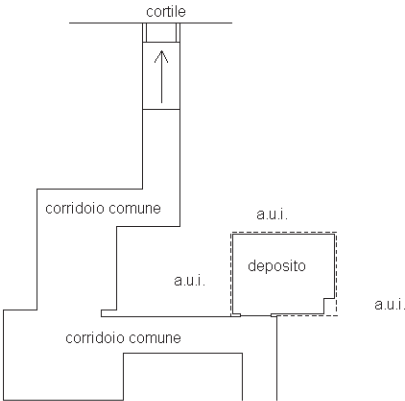 cortile
corridoio comune
a.u.i.
deposito
a.u.i.
a.u.i.
corridoio comune